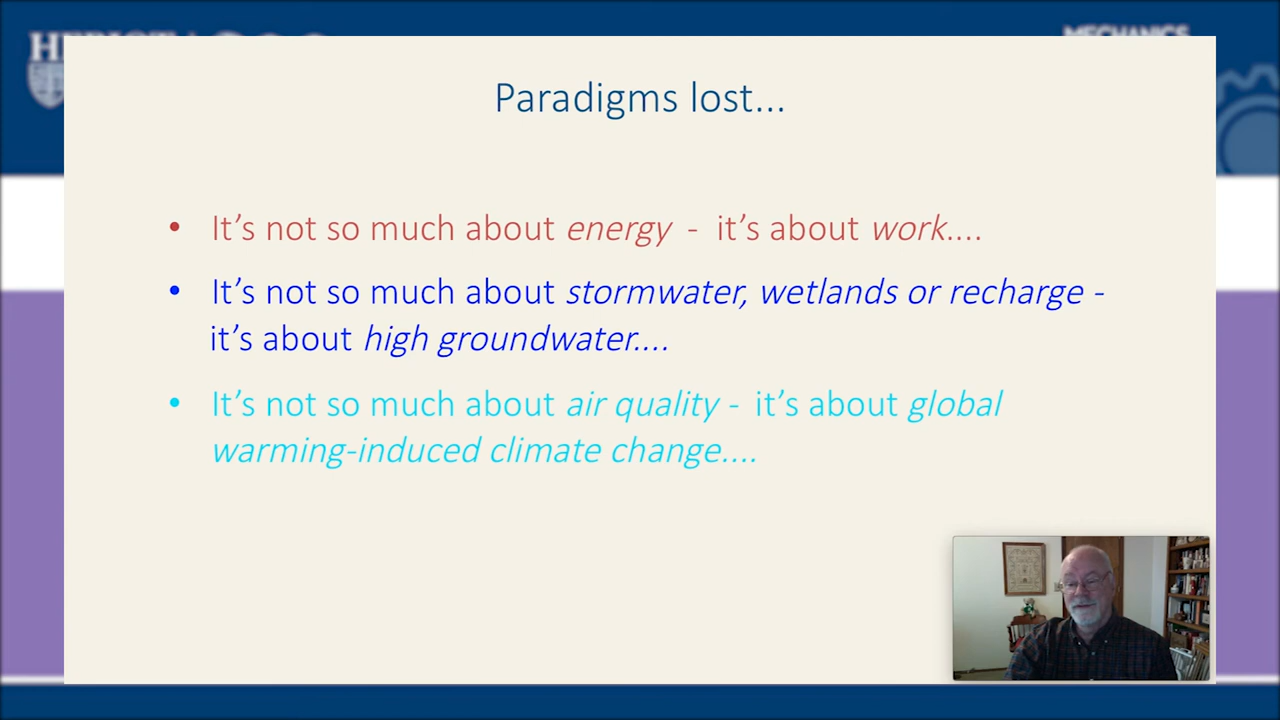 MECHANICS
Paradigms lost...
• It's not so much about energy - it's about work....
• It's not so much about stormwater, wetlands or recharge -
it's about high groundwater....
• It's not so much about air quality - it's about global
warming-induced climate change....